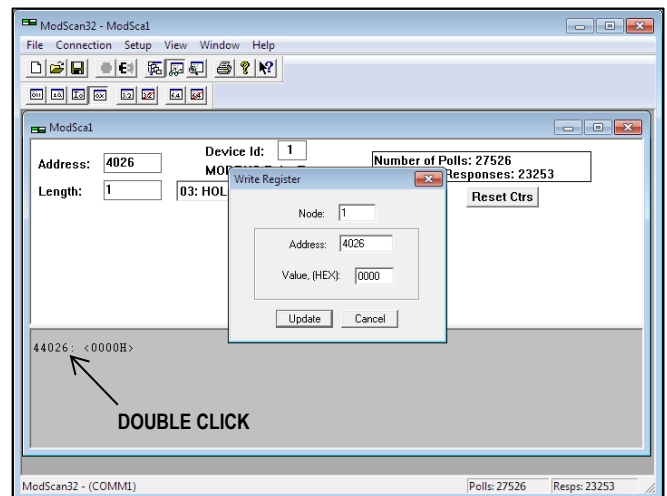 ModScan32 - ModSca1
File Connection Setup View Window Help
ModSca1
Address: 4026
Device Id: 1
Number of Polls: 27526
Responses: 23253
Length: 1
03: HOL
Reset Ctrs
Write Register
Node: 1
Address: 4026
Value, (HEX): 0000
Update Cancel
44026: <0000H>
DOUBLE CLICK
ModScan32 - (COMM1) Polls: 27526 Resps: 23253